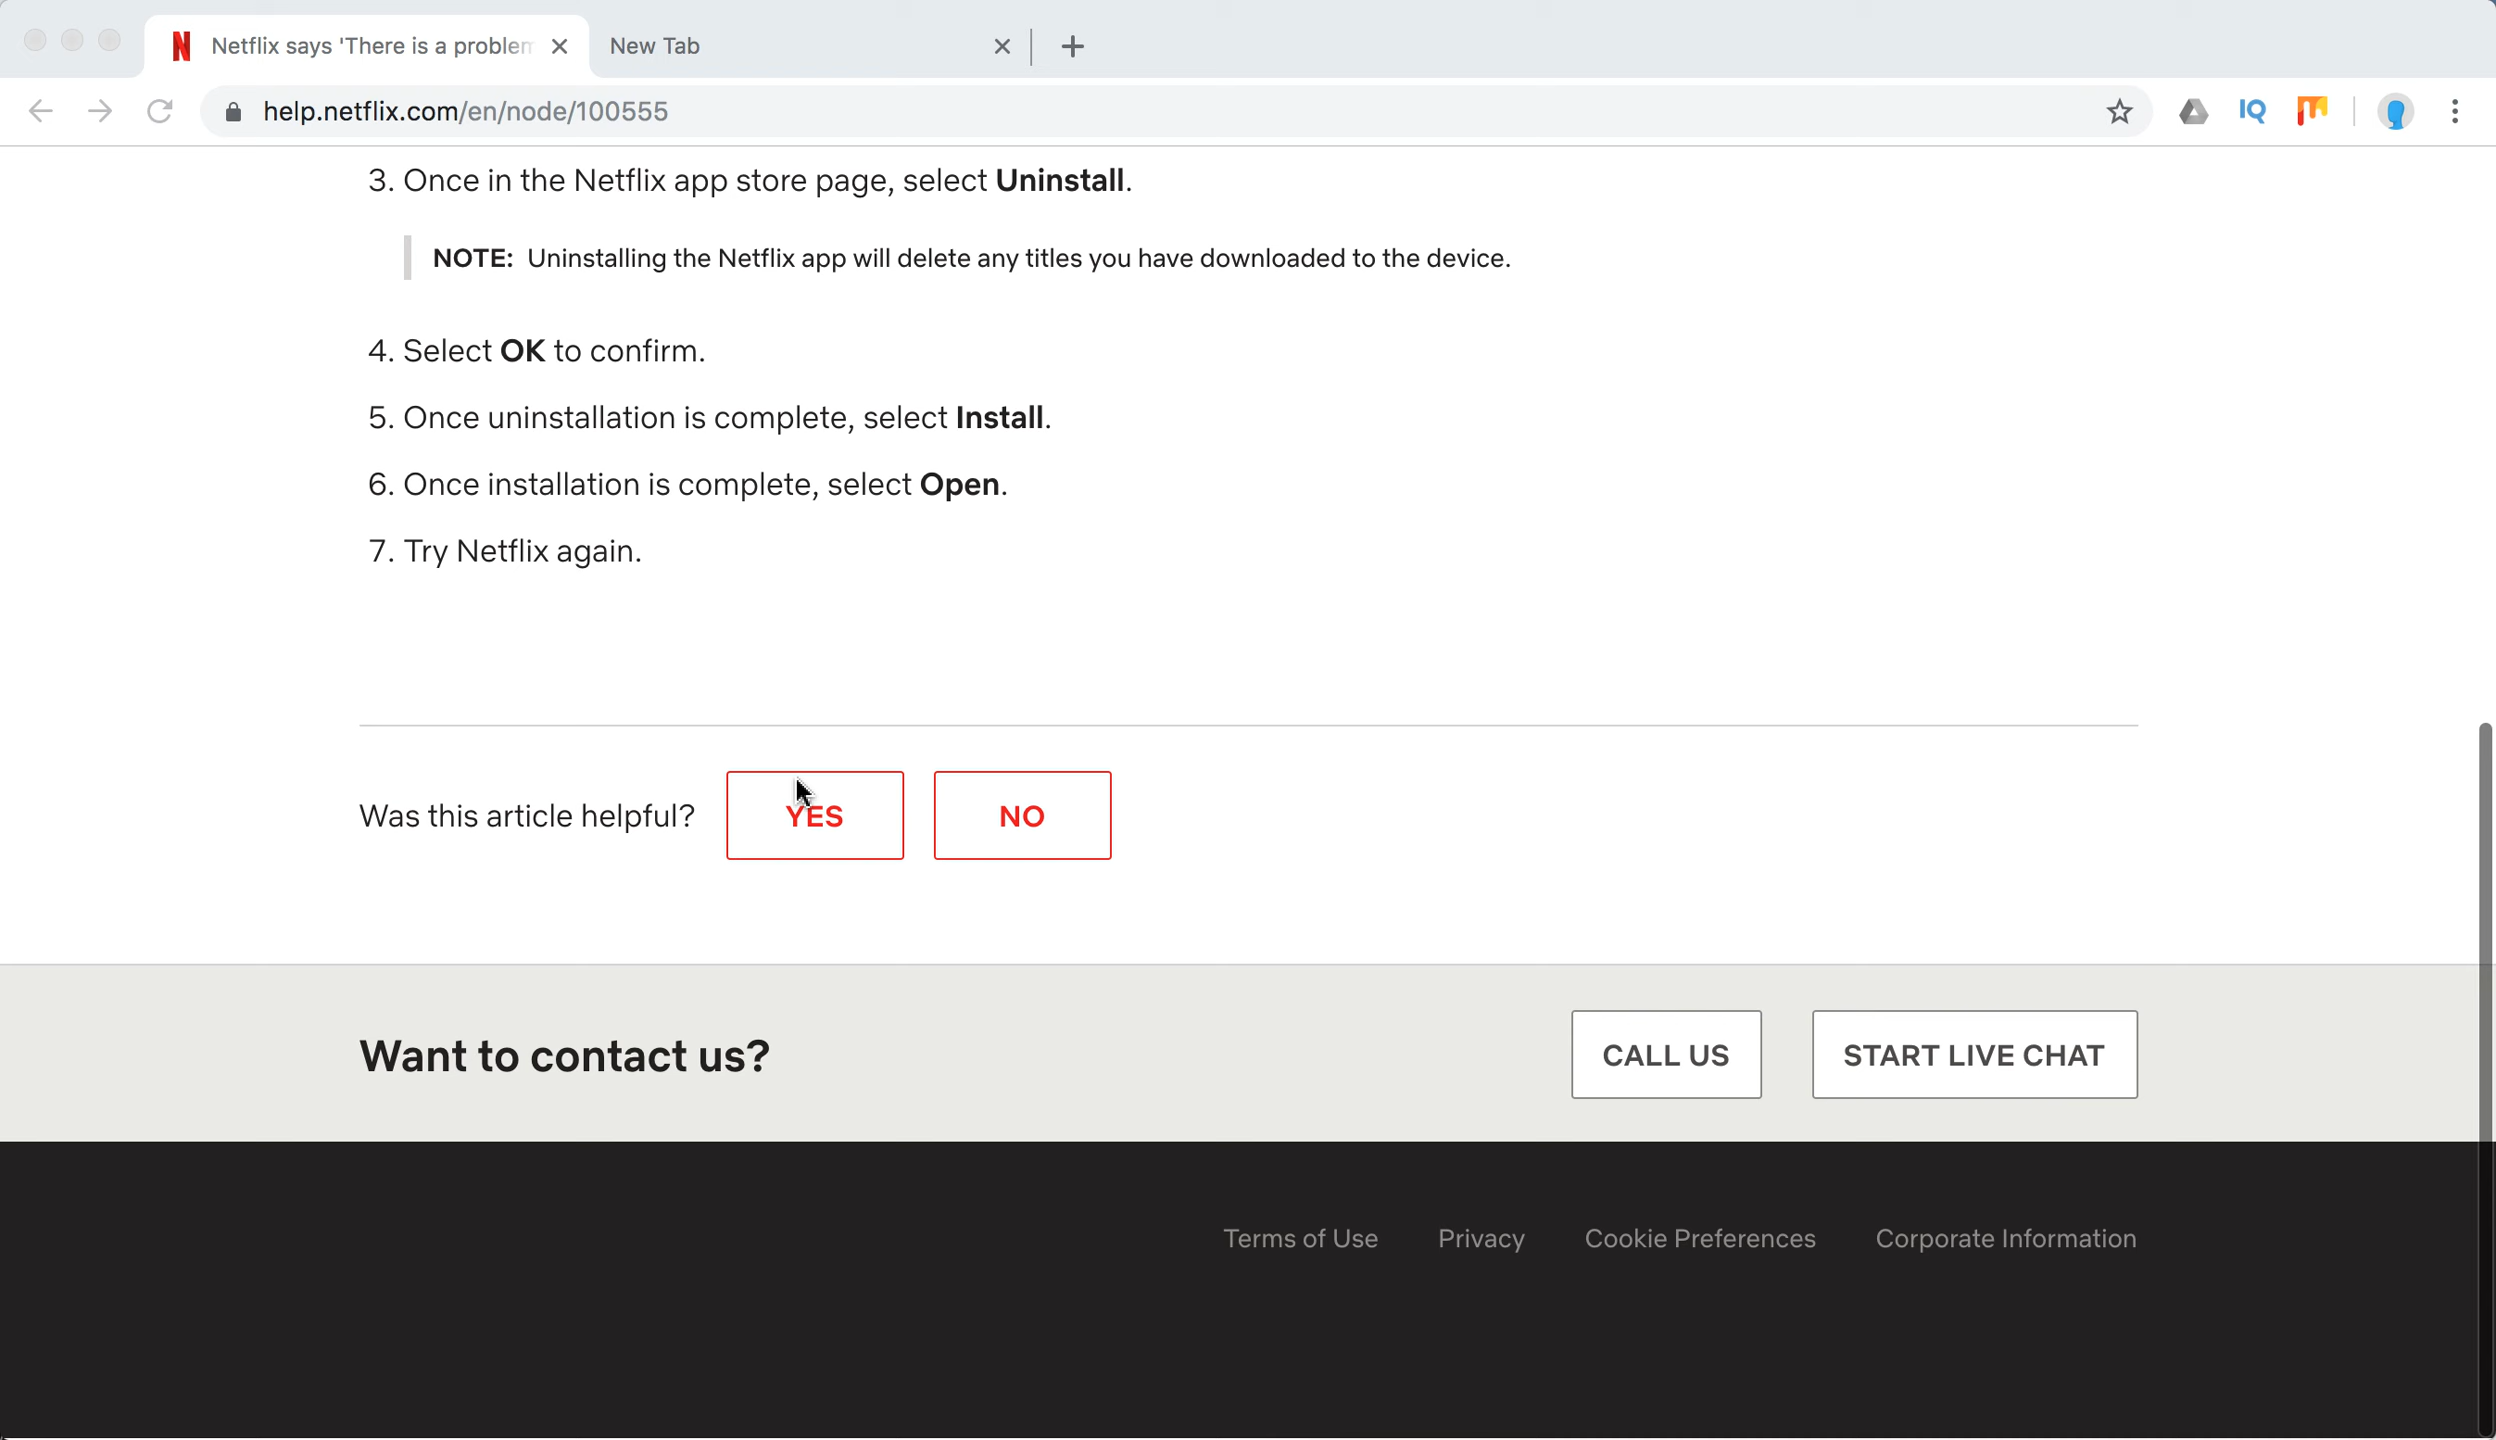 Netflix says 'There is a problem
New Tab
help.netflix.com/en/node/100555
IQ
3. Once in the Netflix app store page, select Uninstall.
NOTE: Uninstalling the Netflix app will delete any titles you have downloaded to the device.
4. Select OK to confirm.
5. Once uninstallation is complete, select Install.
6. Once installation is complete, select Open.
7. Try Netflix again.
Was this article helpful? YES NO
Want to contact us? CALL US START LIVE CHAT
Terms of Use Privacy Cookie Preferences Corporate Information